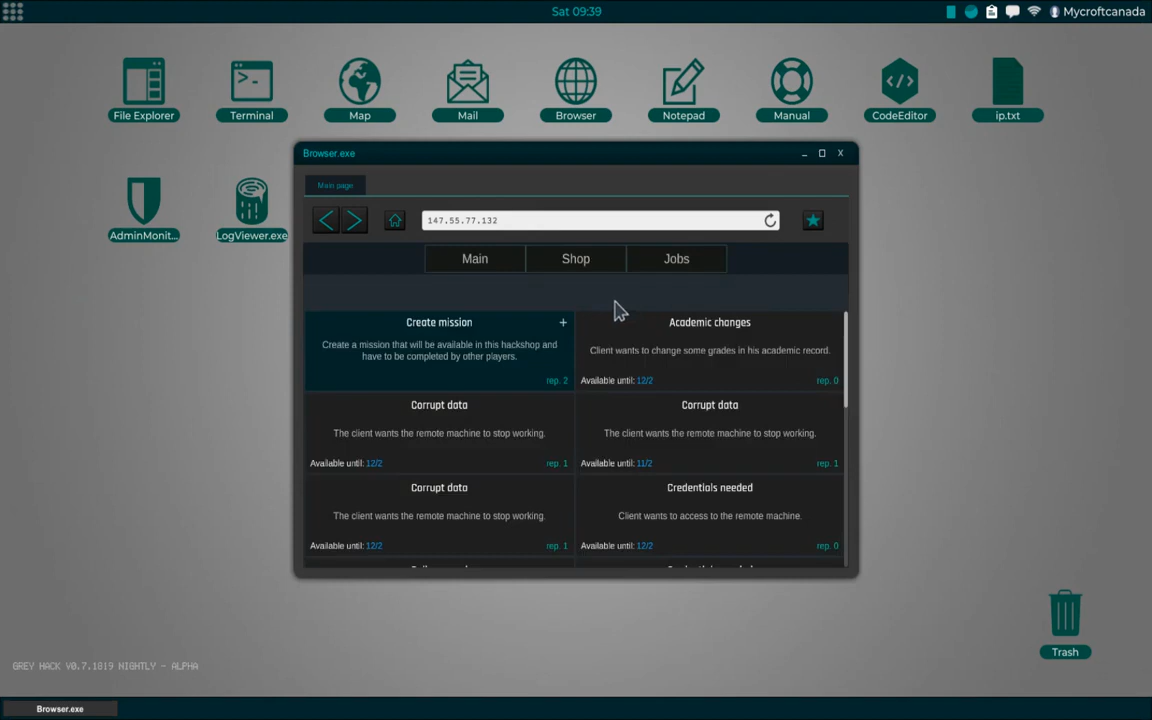 Sat 09:39
Mycroftcanada
File Explorer
Terminal
Map
Mail
Browser
Notepad
Manual
CodeEditor
ip.txt
AdminMonit...
LogViewer.exe
Browser.exe
_ X
Main page
147.55.77.132
Main
Shop
Jobs
Create mission +
Create a mission that will be available in this hackshop and
have to be completed by other players.
rep. 2
Academic changes
Client wants to change some grades in his academic record.
Available until: 12/2 rep. 0
Corrupt data
The client wants the remote machine to stop working.
Available until: 12/2 rep. 1
Corrupt data
The client wants the remote machine to stop working.
Available until: 11/2 rep. 1
Corrupt data
The client wants the remote machine to stop working.
Available until: 12/2 rep. 1
Credentials needed
Client wants to access to the remote machine.
Available until: 12/2 rep. 0
Trash
GREY HACK V0.7.1819 NIGHTLY - ALPHA
Browser.exe